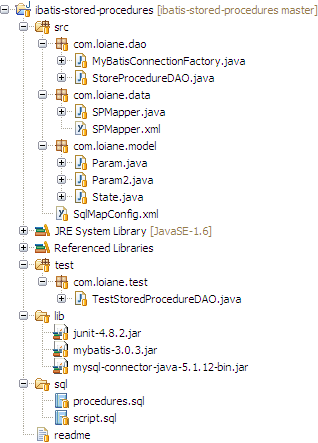 ibatis-stored-procedures [ibatis-stored-procedures master]
src
com.loiane.dao
MyBatisConnectionFactory.java
StoreProcedureDAO.java
com.loiane.data
SPMapper.java
SPMapper.xml
com.loiane.model
Param.java
Param2.java
State.java
SqlMapConfig.xml
JRE System Library [JavaSE-1.6]
Referenced Libraries
test
com.loiane.test
TestStoredProcedureDAO.java
lib
junit-4.8.2.jar
mybatis-3.0.3.jar
mysql-connector-java-5.1.12-bin.jar
sql
procedures.sql
script.sql
readme